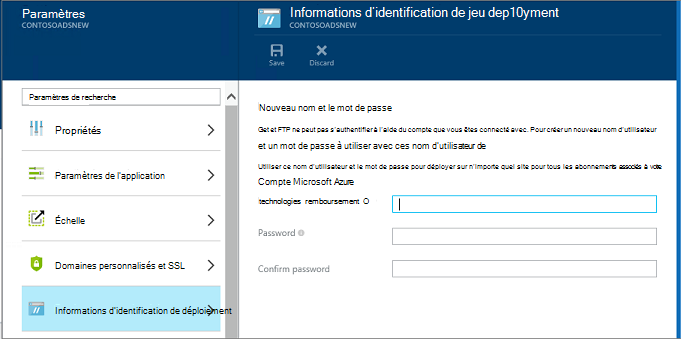 Paramètres
CONTOSOADSNEW
Paramètres de recherche
Propriétés
Paramètres de l'application
Échelle
Domaines personnalisés et SSL
Informations d'identification de déploiement
Informations d'identification de jeu dep10yment
CONTOSOADSNEW
Save Discard
Nouveau nom et le mot de passe
Get et FTP ne peut pas s'authentifier à l'aide du compte que vous êtes connecté avec. Pour créer un nouveau nom d'utilisateur
et un mot de passe à utiliser avec ces nom d'utilisateur de
Utiliser ce nom d'utilisateur et le mot de passe pour déployer sur n'importe quel site pour tous les abonnements associés à votre
Compte Microsoft Azure
technologies remboursement O
Password
Confirm password